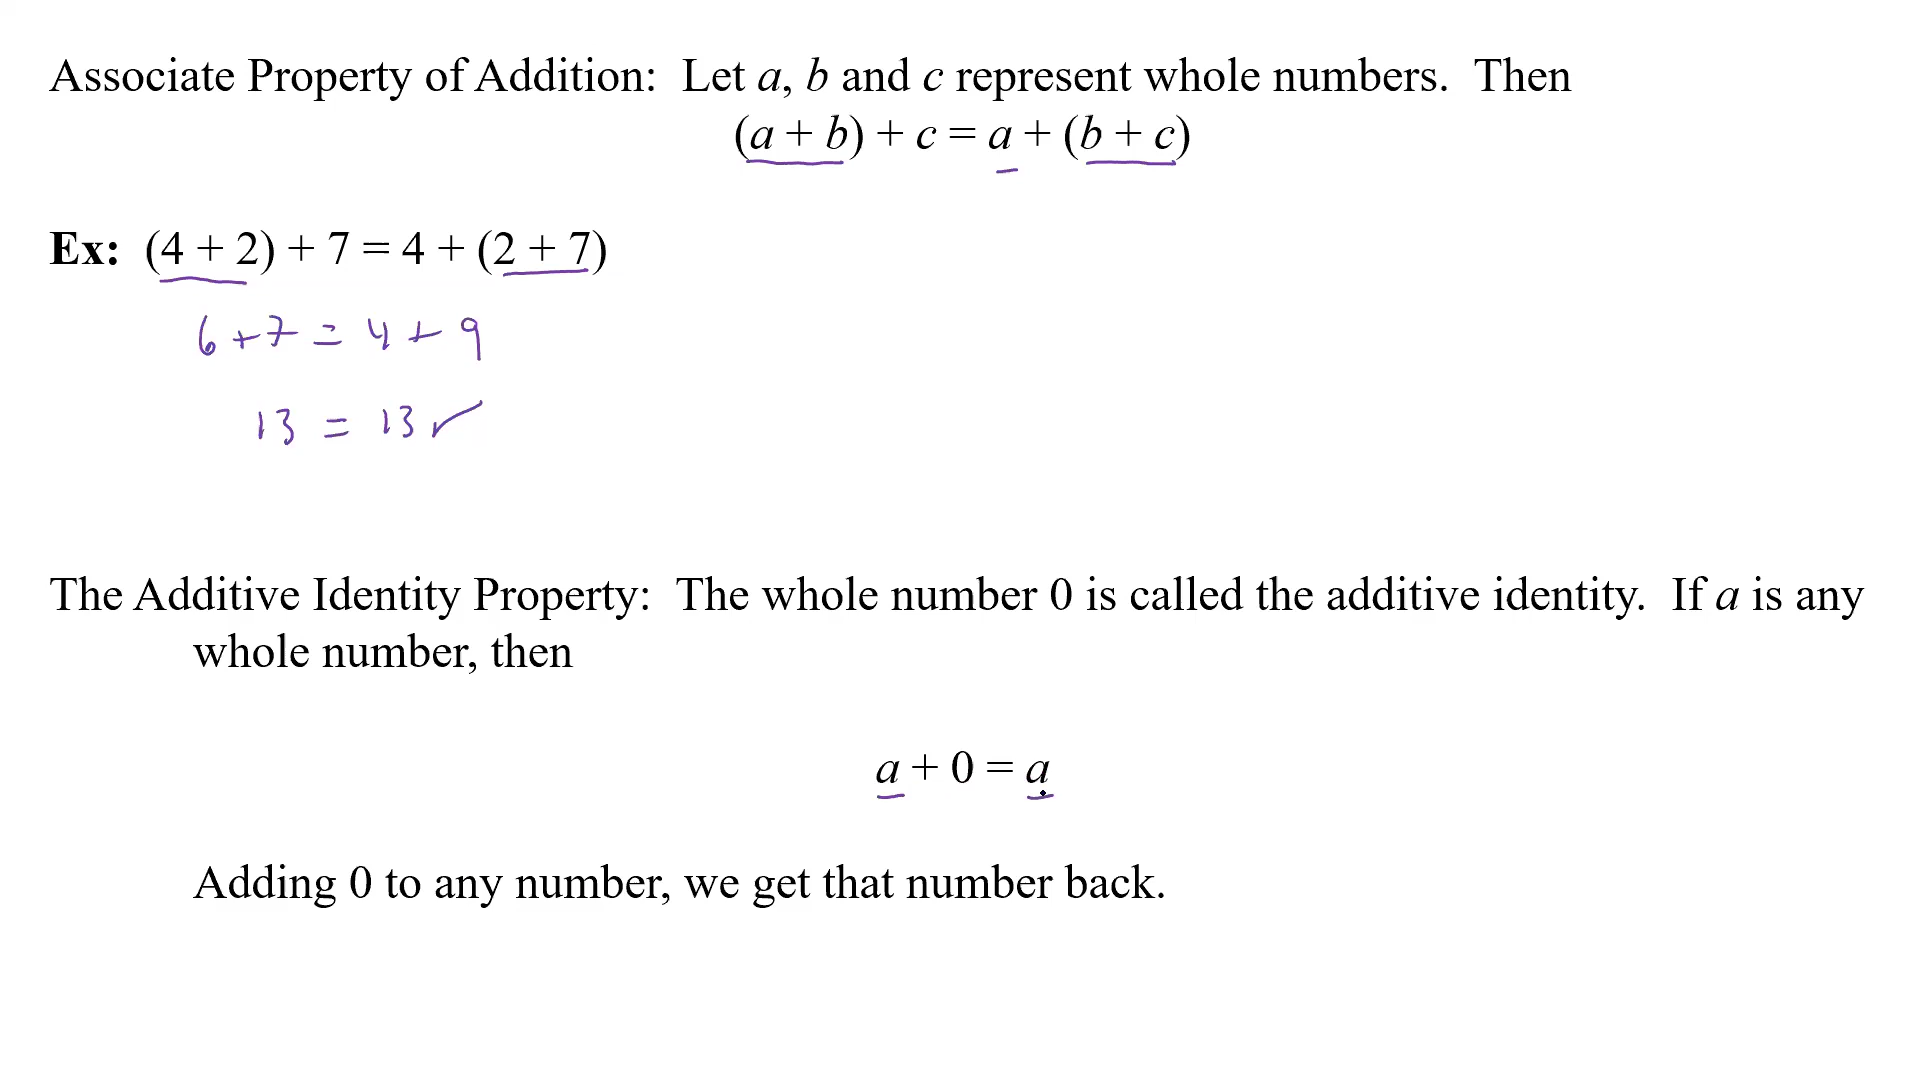 Associate Property of Addition: Let a, b and c represent whole numbers. Then
(a + b) + c = a + (b + c)
Ex: (4 + 2) + 7 = 4 + (2 + 7)
6 + 7 = 4 + 9
13 = 13 ✓
The Additive Identity Property: The whole number 0 is called the additive identity. If a is any
whole number, then
a + 0 = a
Adding 0 to any number, we get that number back.